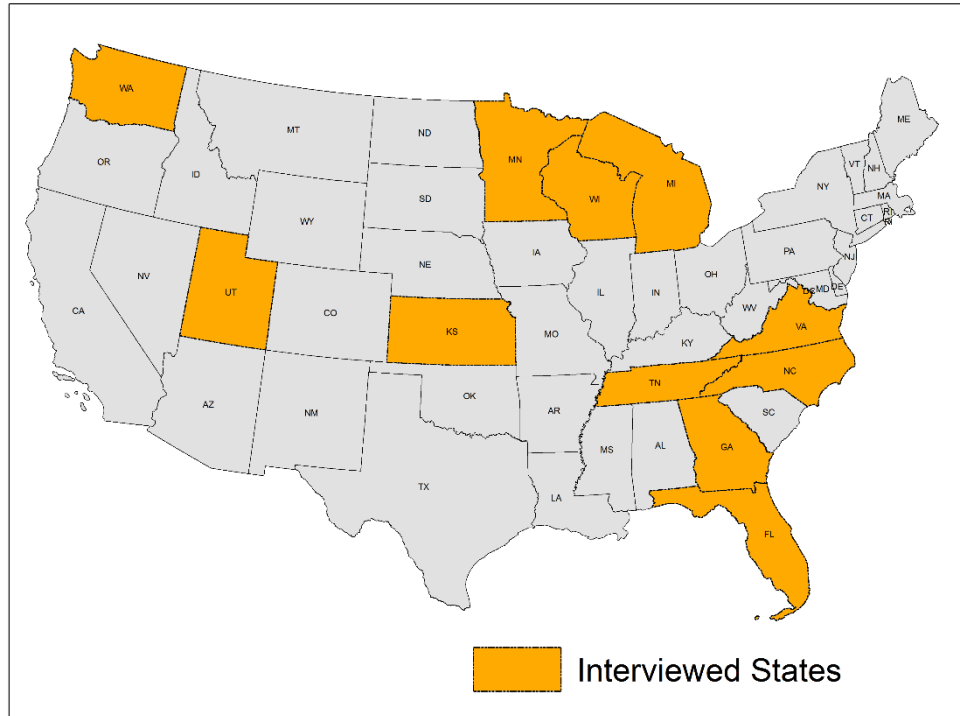 WA
MT
ND
MN
ME
OR
ID
SD
WI
MI
VT
NH
NY
MA
WY
CT
RI
IA
NE
PA
NJ
NV
UT
CO
IL
IN
OH
MD
DE
WV
CA
KS
MO
KY
VA
AZ
NM
OK
AR
TN
NC
SC
MS
AL
GA
TX
LA
FL
Interviewed States